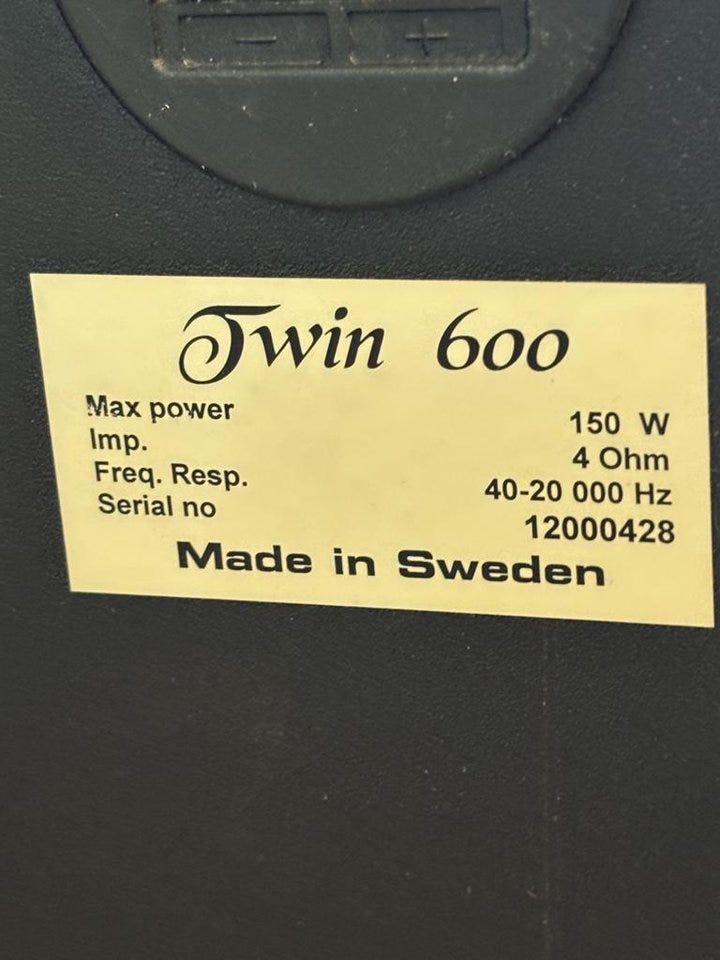 - +
Twin 600
Max power 150 W
Imp. 4 Ohm
Freq. Resp. 40-20 000 Hz
Serial no 12000428
Made in Sweden